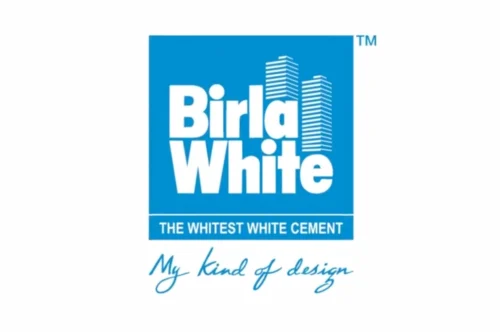 TM
Birla
White
THE WHITEST WHITE CEMENT
My kind of design